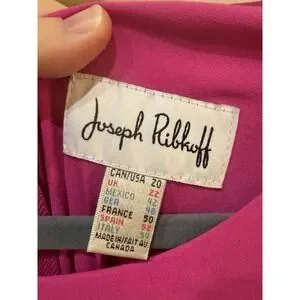 Joseph Ribkoff
CAN/USA 20
UK 22
MEXICO 42
GER 48
FRANCE 50
SPAIN 52
ITALY 54
MADE IN/FAIT AU
CANADA